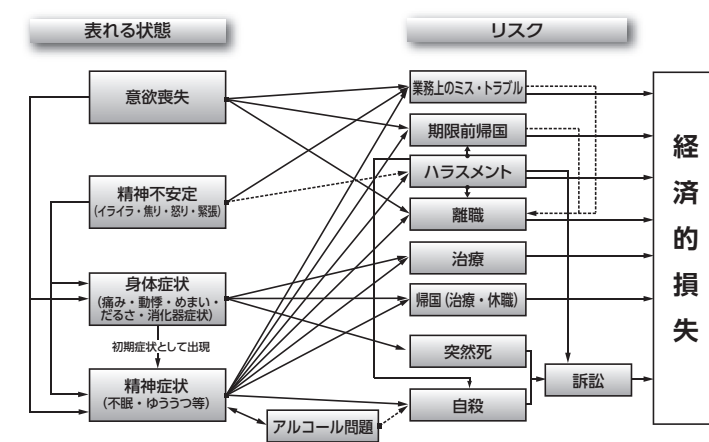 表れる状態
リスク
意欲喪失
精神不安定
(イライラ・焦り・怒り・緊張)
身体症状
(痛み・動悸・めまい・
だるさ・消化器症状)
初期症状として出現
精神症状
(不眠・ゆううつ等)
アルコール問題
業務上のミス・トラブル
期限前帰国
ハラスメント
離職
治療
帰国(治療・休職)
突然死
自殺
訴訟
経済的損失